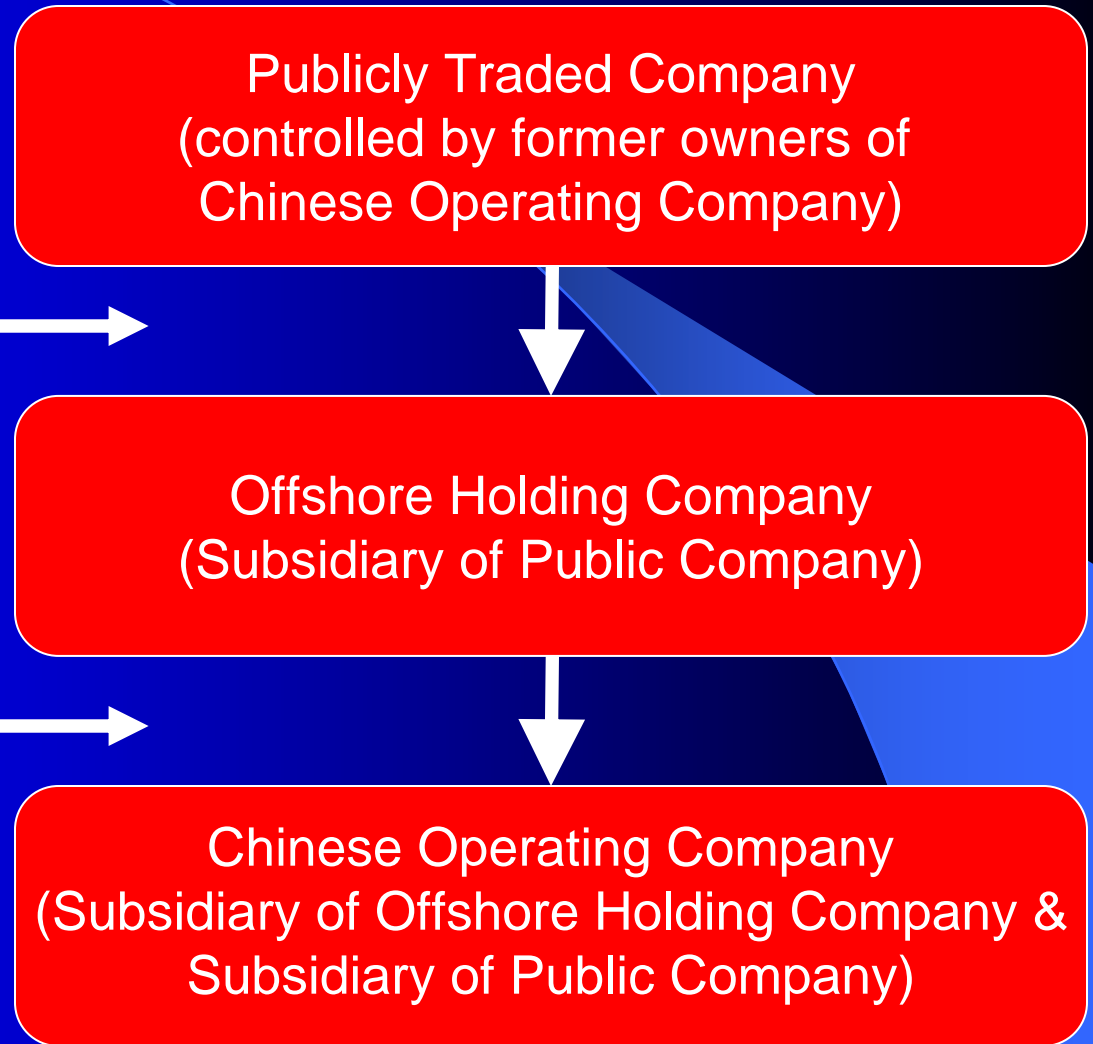 Publicly Traded Company
(controlled by former owners of
Chinese Operating Company)
Offshore Holding Company
(Subsidiary of Public Company)
Chinese Operating Company
(Subsidiary of Offshore Holding Company &
Subsidiary of Public Company)